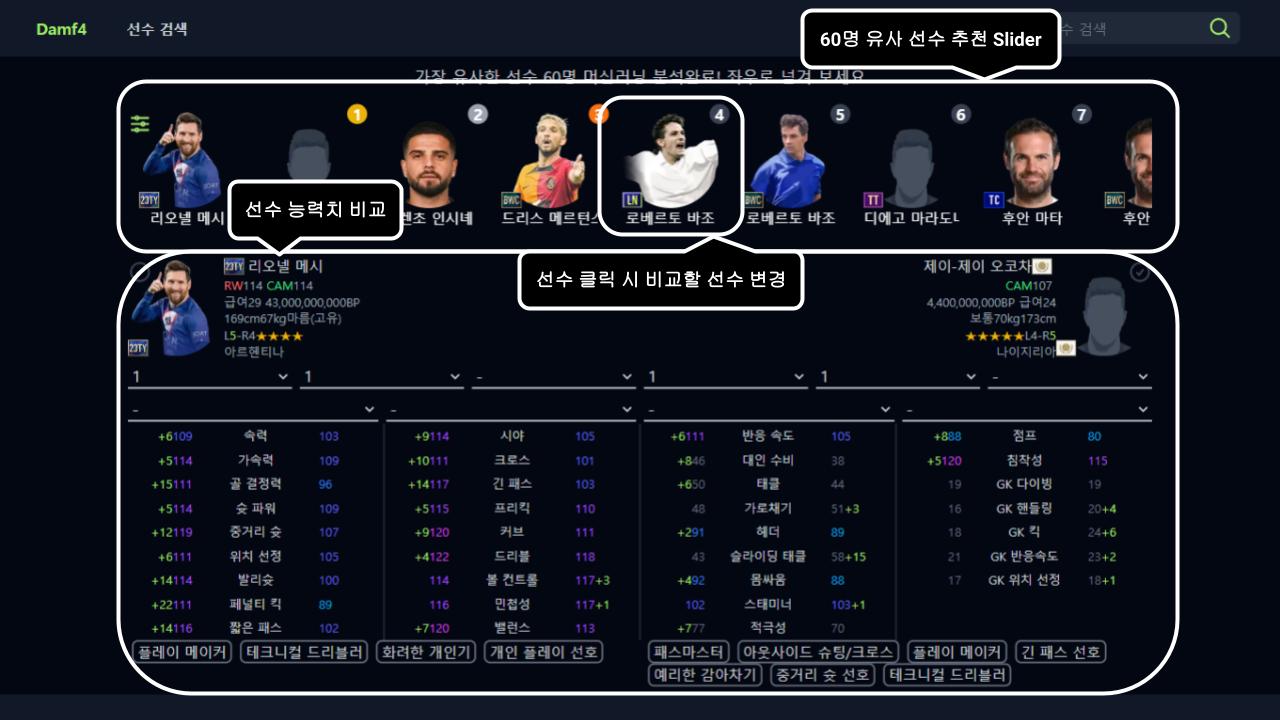 Damf4
선수 검색
60명 유사 선수 추천 Slider
수 검색
가장 유사한 선수 60명 머신러닝 분석완료! 좌우로 넘겨 보세요
1
2
3
4
5
6
7
23TY
BWC
LN
BWC
TT
TC
BWC
리오넬 메시
렌초 인시녜
드리스 메르턴스
로베르토 바조
로베르토 바조
디에고 마라도나
후안 마타
후안
선수 능력치 비교
선수 클릭 시 비교할 선수 변경
23TY 리오넬 메시
RW114 CAM114
급여29 43,000,000,000BP
169cm67kg마름(고유)
L5-R4★★★★
아르헨티나
23TY
제이-제이 오코차
CAM107
4,400,000,000BP 급여24
보통70kg173cm
★★★★★L4-R5
나이지리아
1 1 - 1 1 -
- - - -
+6109 속력 103
+5114 가속력 109
+15111 골 결정력 96
+5114 슛 파워 109
+12119 중거리 슛 107
+6111 위치 선정 105
+14114 발리슛 100
+22111 페널티 킥 89
+14116 짧은 패스 102
+9114 시야 105
+10111 크로스 101
+14117 긴 패스 103
+5115 프리킥 110
+9120 커브 111
+4122 드리블 118
114 볼 컨트롤 117+3
116 민첩성 117+1
+7120 밸런스 113
+6111 반응 속도 105
+846 대인 수비 38
+650 태클 44
48 가로채기 51+3
+291 헤더 89
43 슬라이딩 태클 58+15
+492 몸싸움 88
102 스태미너 103+1
+777 적극성 70
+888 점프 80
+5120 침착성 115
19 GK 다이빙 19
16 GK 핸들링 20+4
18 GK 킥 24+6
21 GK 반응속도 23+2
17 GK 위치 선정 18+1
플레이 메이커 테크니컬 드리블러 화려한 개인기 개인 플레이 선호
패스마스터 아웃사이드 슈팅/크로스 플레이 메이커 긴 패스 선호
예리한 감아차기 중거리 슛 선호 테크니컬 드리블러